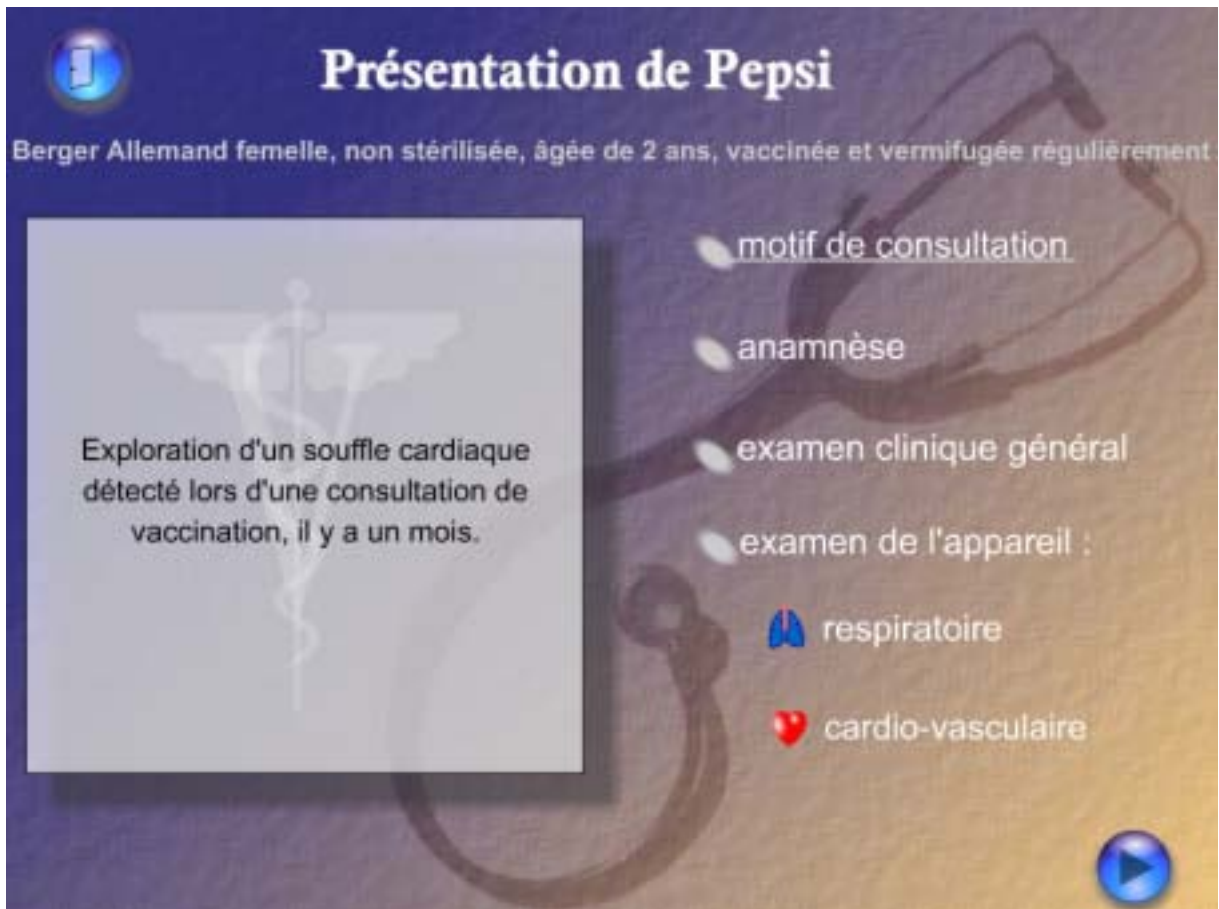 Présentation de Pepsi
Berger Allemand femelle, non stérilisée, âgée de 2 ans, vaccinée et vermifugée régulièrement
Exploration d'un souffle cardiaque
détecté lors d'une consultation de
vaccination, il y a un mois.
motif de consultation
anamnèse
examen clinique général
examen de l'appareil :
respiratoire
cardio-vasculaire